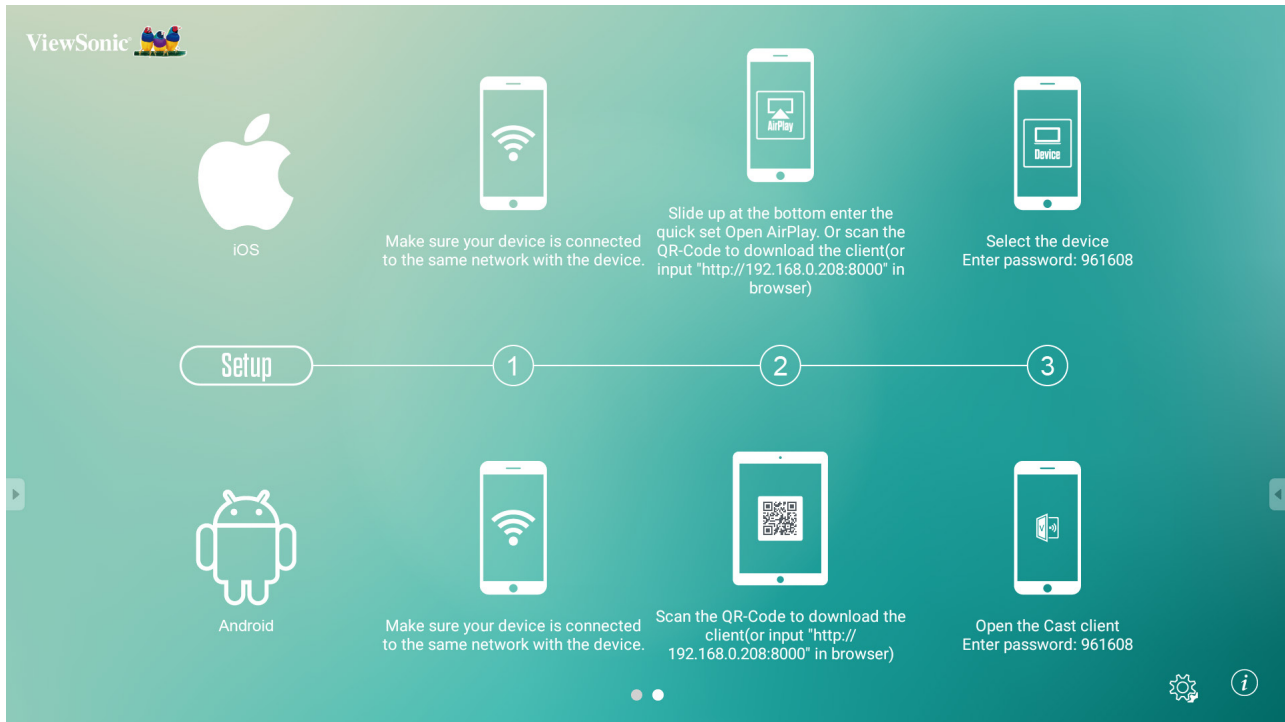 ViewSonic
AirPlay
Device
iOS
Make sure your device is connected
to the same network with the device.
Slide up at the bottom enter the
quick set Open AirPlay. Or scan the
QR-Code to download the client(or
input "http://192.168.0.208:8000" in
browser)
Select the device
Enter password: 961608
Setup
1
2
3
Android
Make sure your device is connected
to the same network with the device.
Scan the QR-Code to download the
client(or input "http://
192.168.0.208:8000" in browser)
V
Open the Cast client
Enter password: 961608
i